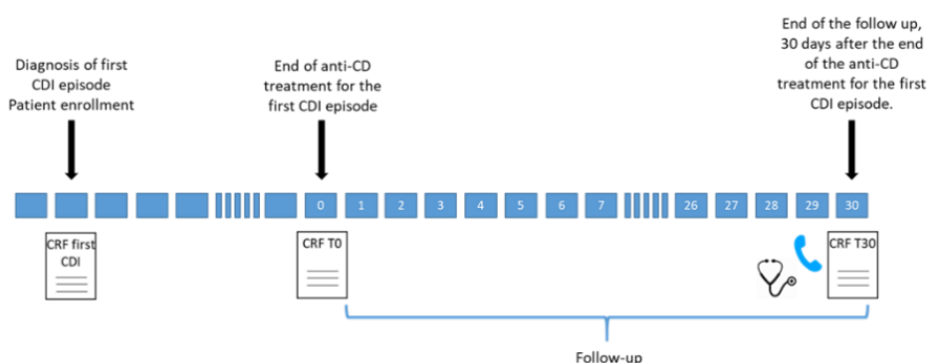 Diagnosis of first
CDI episode
Patient enrollment
End of anti-CD
treatment for the
first CDI episode
End of the follow up,
30 days after the end
of the anti-CD
treatment for the first
CDI episode.
0 1 2 3 4 5 6 7 26 27 28 29 30
CRF first
CDI
CRF T0
CRF T30
Follow-up